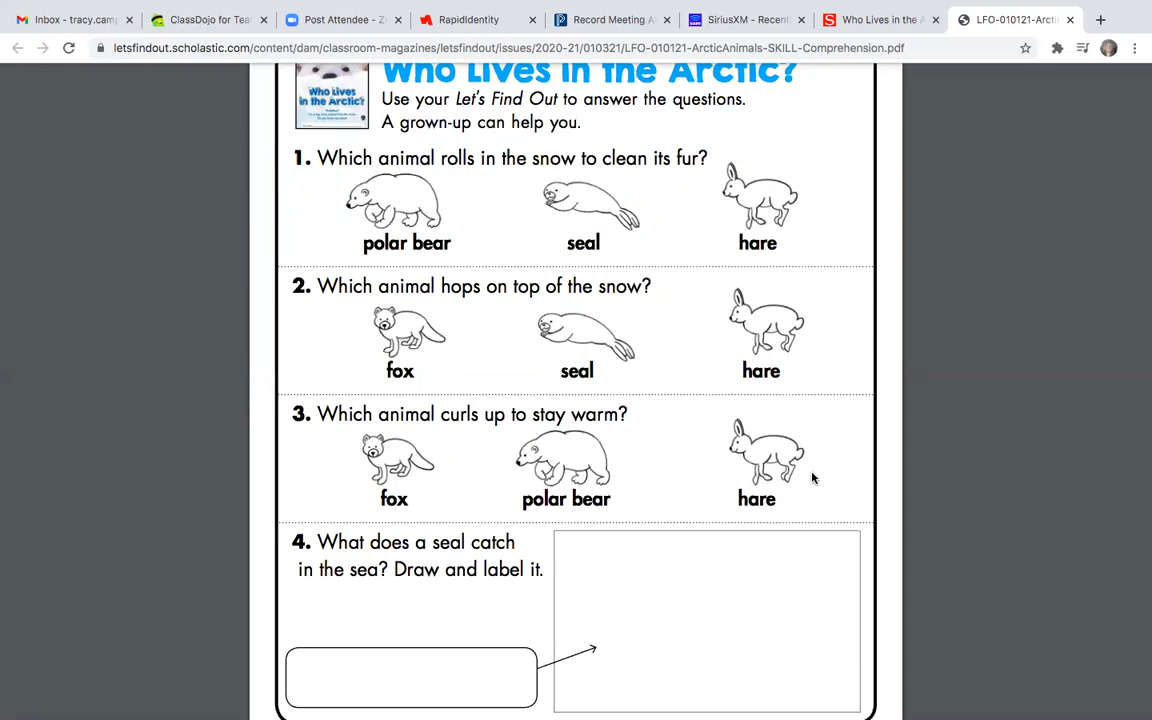 Inbox - tracy.cam
ClassDojo for Tea
Post Attendee - Z
RapidIdentity
Record Meeting A
SiriusXM - Recent
Who Lives in the A
LFO-010121-Arcti
letsfindout.scholastic.com/content/dam/classroom-magazines/letsfindout/issues/2020-21/010321/LFO-010121-ArcticAnimals-SKILL-Comprehension.pdf
Who Lives in the Arctic?
Who Lives
in the Arctic?
Use your Let's Find Out to answer the questions.
A grown-up can help you.
1. Which animal rolls in the snow to clean its fur?
polar bear seal hare
2. Which animal hops on top of the snow?
fox seal hare
3. Which animal curls up to stay warm?
fox polar bear hare
4. What does a seal catch
in the sea? Draw and label it.